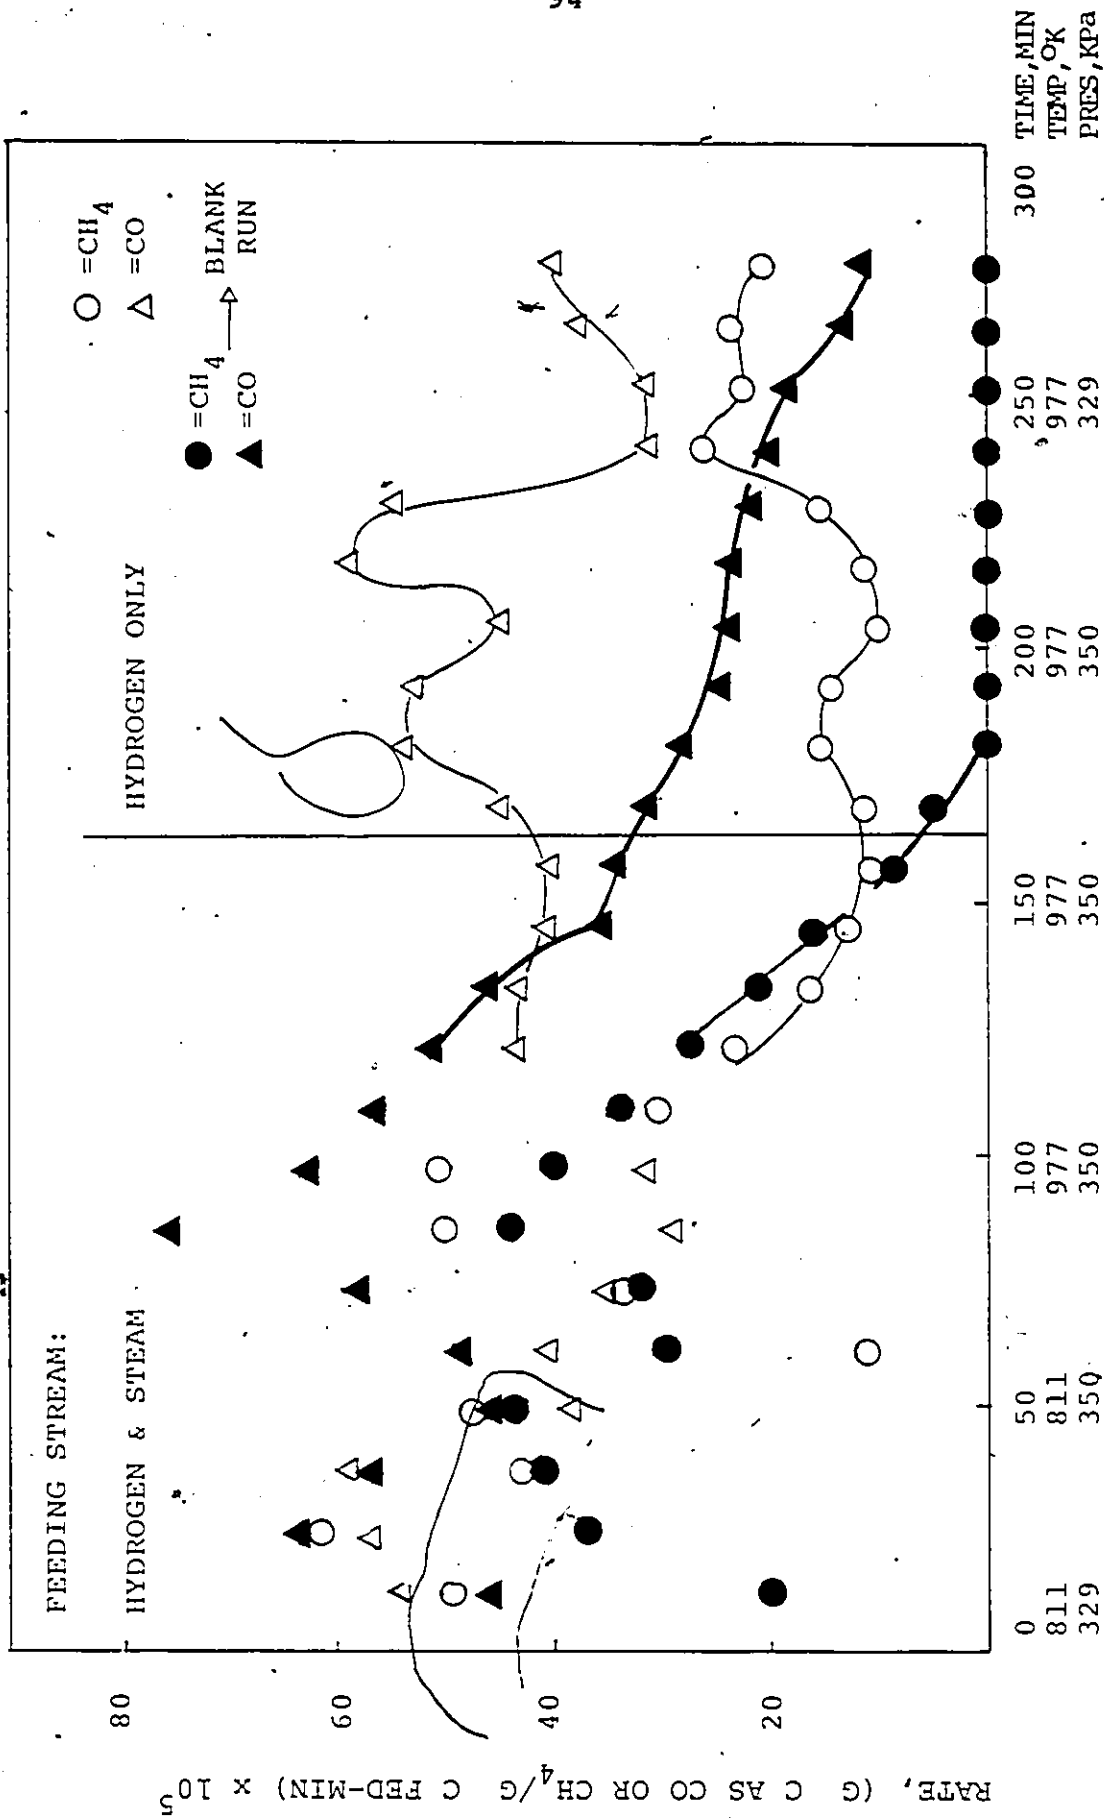 94
FEEDING STREAM:
HYDROGEN & STEAM
HYDROGEN ONLY
○ =CH4
△ =CO
● =CH4 → BLANK
▲ =CO RUN
80
60
40
20
RATE, (G C AS CO OR CH4/G C FED-MIN) x 10^5
0 50 100 150 200 250 300 TIME,MIN
811 811 977 977 977 977 TEMP,OK
329 350 350 350 350 329 PRES,KPa